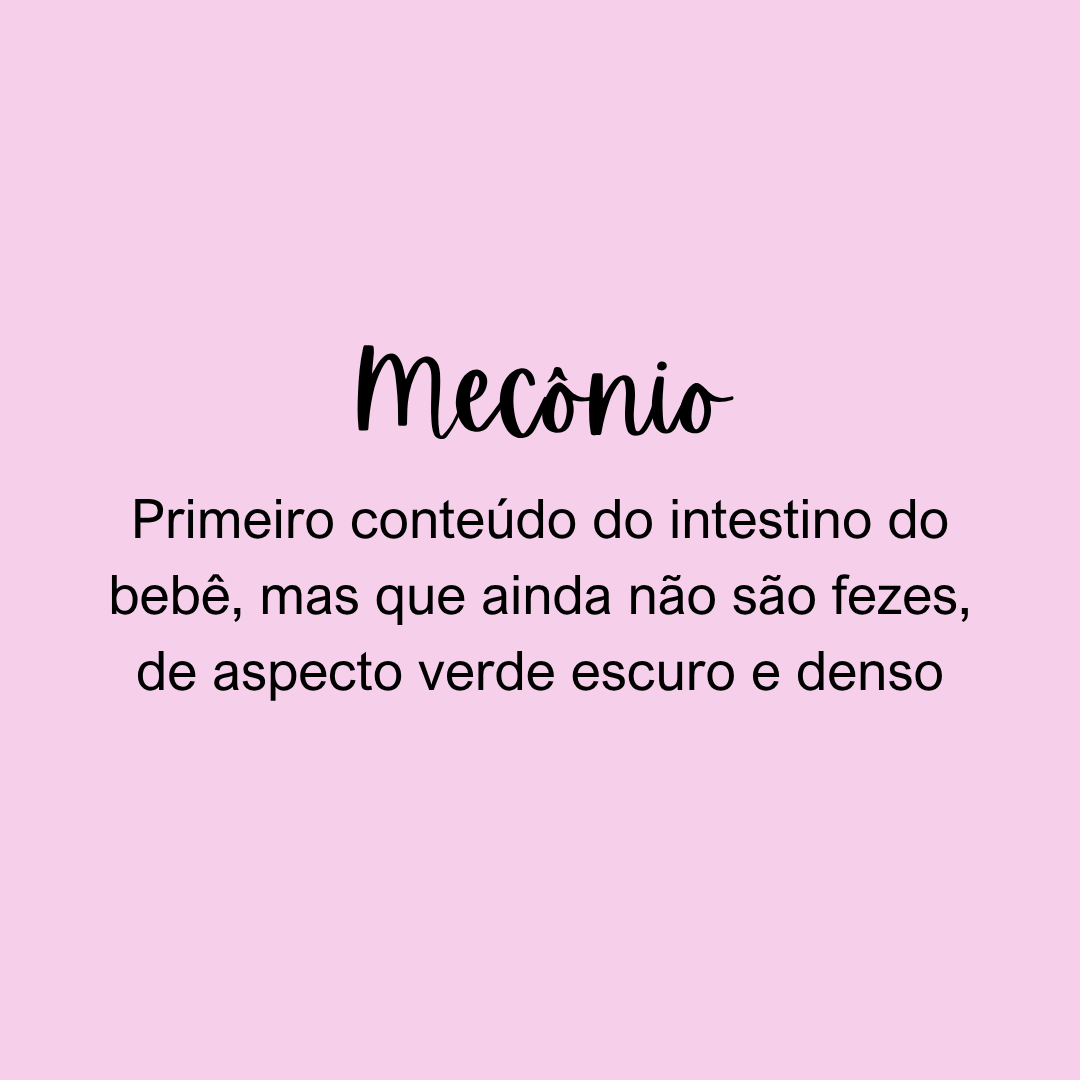 Mecônio
Primeiro conteúdo do intestino do
bebê, mas que ainda não são fezes,
de aspecto verde escuro e denso